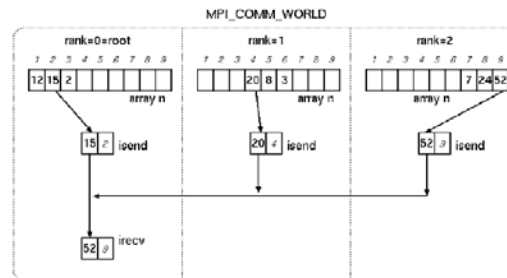 MPI_COMM_WORLD
rank=0=root rank=1 rank=2
1 2 3 4 5 6 7 8 9 1 2 3 4 5 6 7 8 9 1 2 3 4 5 6 7 8 9
12 15 2 20 8 3 7 24 52
array n array n array n
15 2 isend 20 4 isend 52 9 isend
52 9 irecv